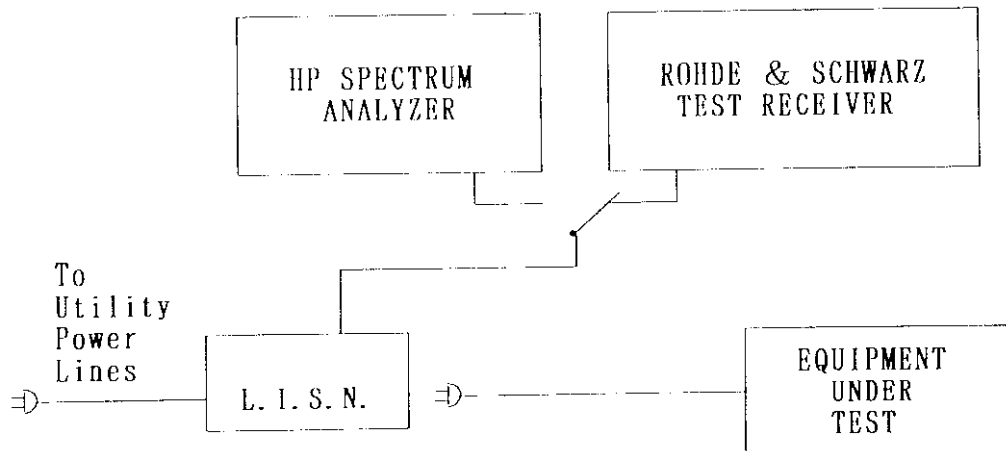 HP SPECTRUM
ANALYZER
ROHDE & SCHWARZ
TEST RECEIVER
To
Utility
Power
Lines
L. I. S. N.
EQUIPMENT
UNDER
TEST